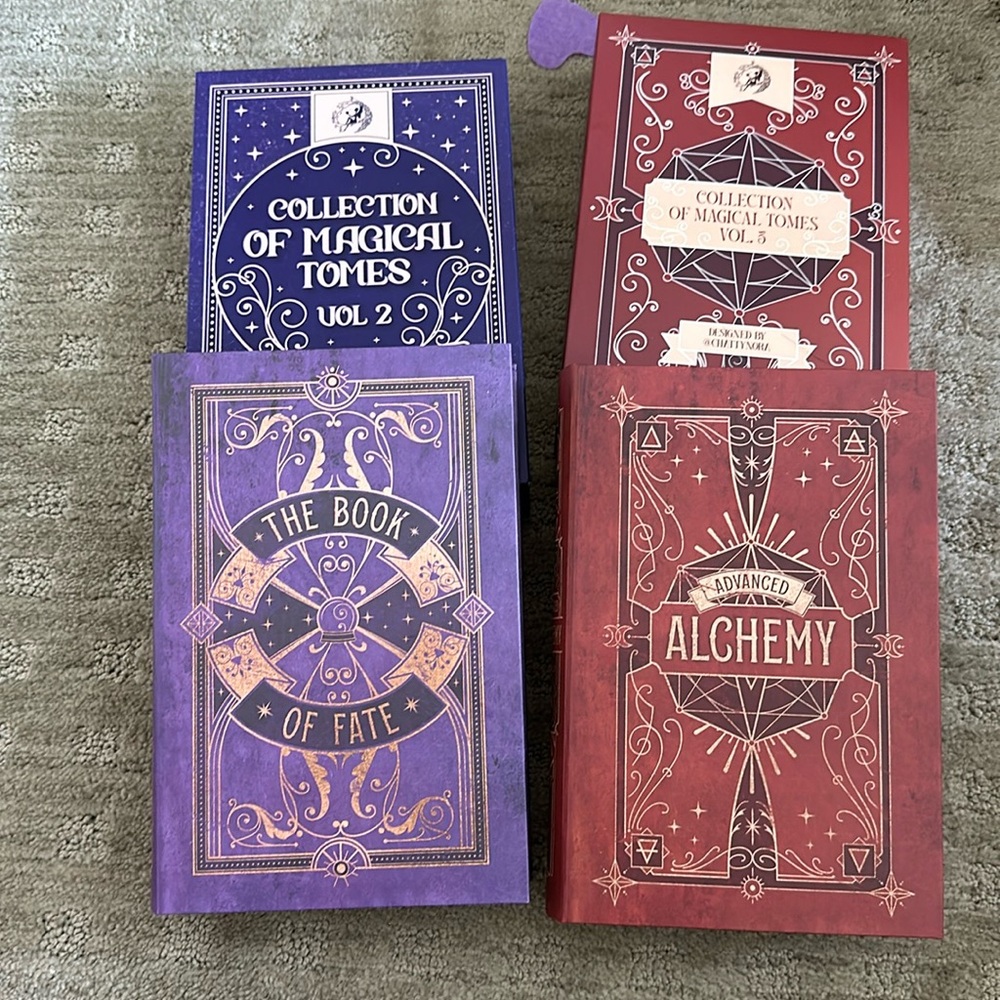 COLLECTION
OF MAGICAL
TOMES
VOL 2
COLLECTION
OF MAGICAL TOMES
VOL. 3
DESIGNED BY
@CHATTYNORA
THE BOOK
OF FATE
ADVANCED
ALCHEMY